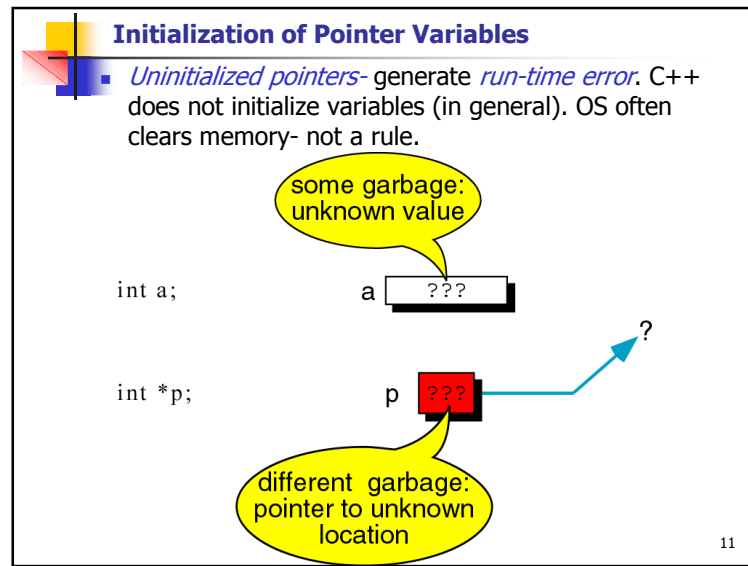 Initialization of Pointer Variables
Uninitialized pointers- generate run-time error. C++
does not initialize variables (in general). OS often
clears memory- not a rule.
some garbage:
unknown value
int a;
a
???
?
int *p;
p
???
different garbage:
pointer to unknown
location
11